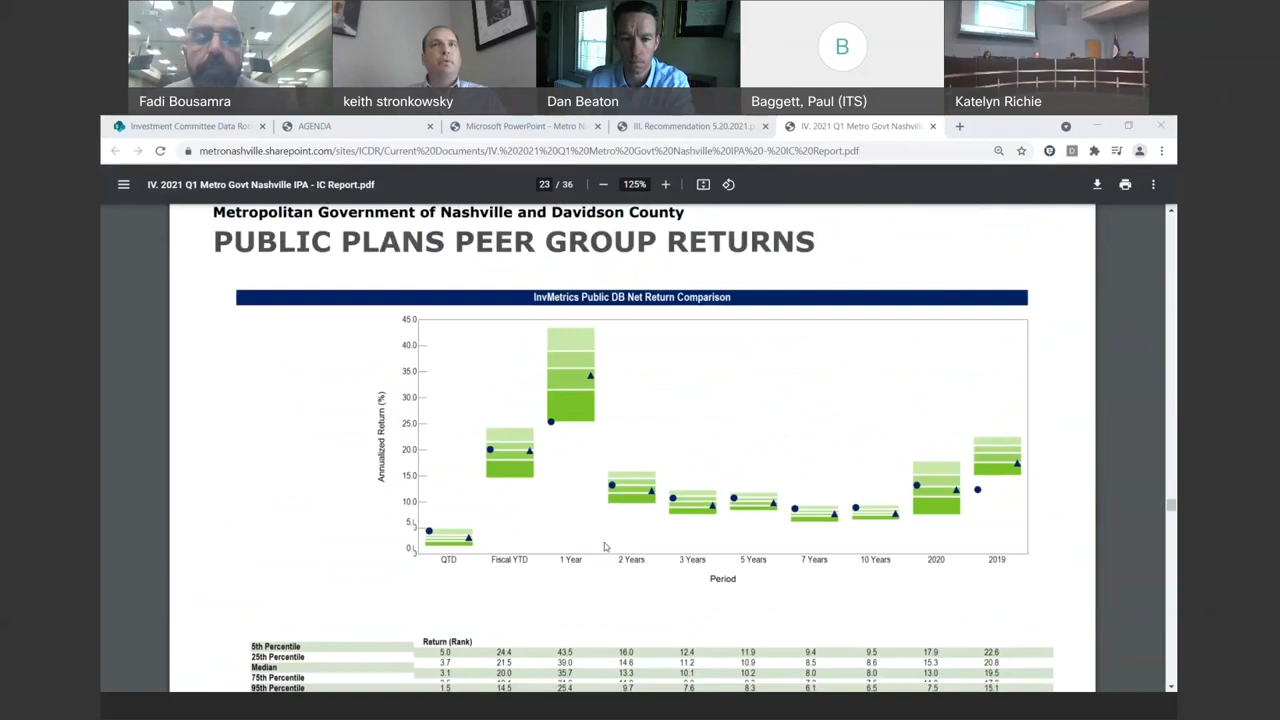 B
Fadi Bousamra
keith stronkowsky
Dan Beaton
Baggett, Paul (ITS)
Katelyn Richie
Investment Committee Data Roo
AGENDA
Microsoft PowerPoint - Metro N
III. Recommendation 5.20.2021.p
IV. 2021 Q1 Metro Govt Nashvill
metronashville.sharepoint.com/sites/ICDR/Current%20Documents/IV.%202021%20Q1%20Metro%20Govt%20Nashville%20IPA%20-%20IC%20Report.pdf
IV. 2021 Q1 Metro Govt Nashville IPA - IC Report.pdf
23 / 36
125%
Metropolitan Government of Nashville and Davidson County
PUBLIC PLANS PEER GROUP RETURNS
InvMetrics Public DB Net Return Comparison
Annualized Return (%)
45.0
40.0
35.0
30.0
25.0
20.0
15.0
10.0
QTD Fiscal YTD 1 Year 2 Years 3 Years 5 Years 7 Years 10 Years 2020 2019
Period
Return (Rank)
5th Percentile 5.0 24.4 43.5 16.0 12.4 11.9 9.4 9.5 17.9 22.6
25th Percentile 3.7 21.5 39.0 14.6 11.2 10.9 8.5 8.6 15.3 20.8
Median 3.1 20.0 35.7 13.3 10.1 10.2 8.0 8.0 13.0 19.5
75th Percentile
95th Percentile 1.5 14.5 25.4 9.7 7.6 8.3 6.1 6.5 7.5 15.1